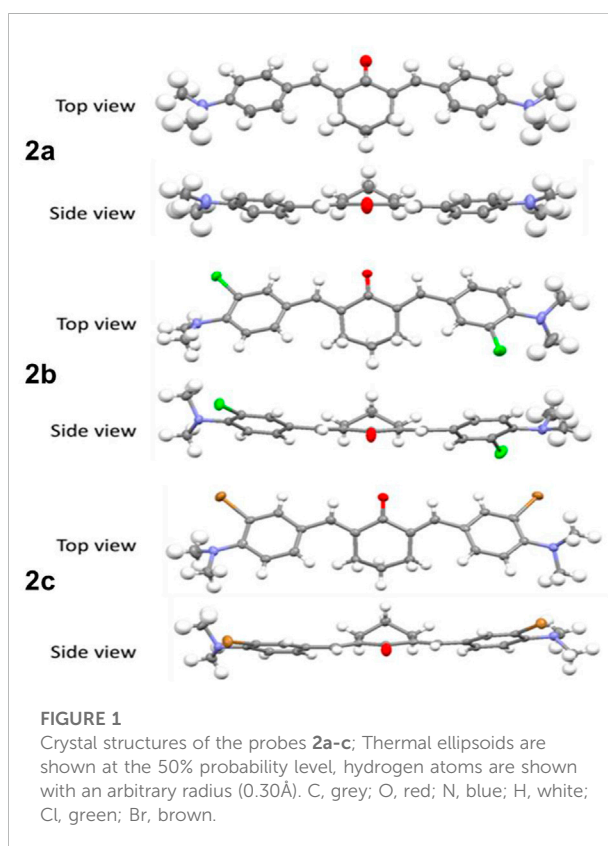 Top view
2a
Side view
Top view
2b
Side view
Top view
2c
Side view
FIGURE 1
Crystal structures of the probes 2a-c; Thermal ellipsoids are
shown at the 50% probability level, hydrogen atoms are shown
with an arbitrary radius (0.30Å). C, grey; O, red; N, blue; H, white;
Cl, green; Br, brown.